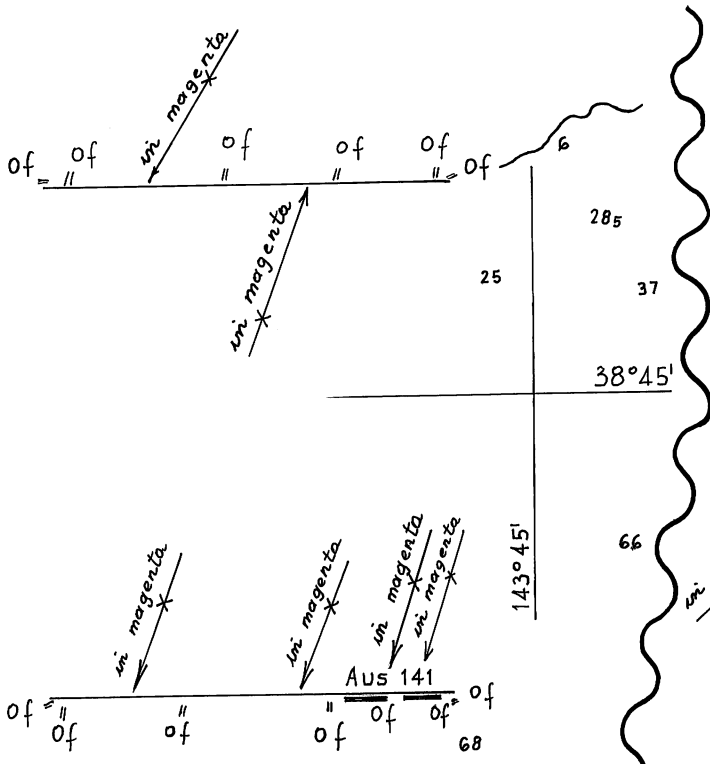 in magenta
Of
Of
Of
Of
Of
Of
6
in magenta
285
25
37
38°45'
143°45'
66
in magenta
in magenta
in magenta
in magenta
in
Aus 141
Of
Of
Of
Of
Of
Of
Of
68